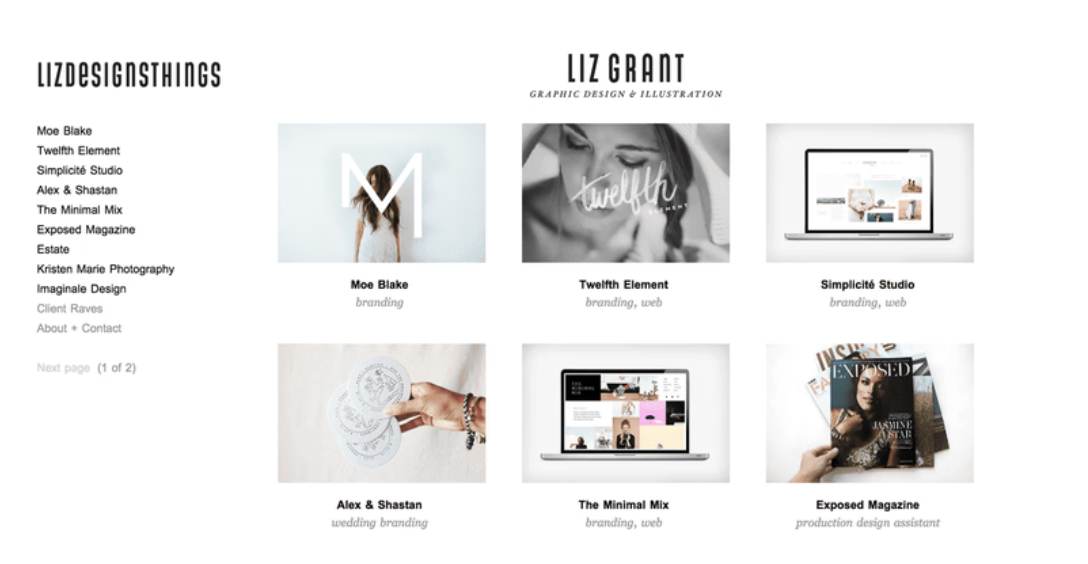 LIZDESIGNSTHINGS
LIZ GRANT
GRAPHIC DESIGN & ILLUSTRATION
Moe Blake
Twelfth Element
Simplicité Studio
Alex & Shastan
The Minimal Mix
Exposed Magazine
Estate
Kristen Marie Photography
Imaginale Design
Client Raves
About + Contact
Next page (1 of 2)
M
twelfth
ELEMENT
Moe Blake
branding
Twelfth Element
branding, web
Simplicité Studio
branding, web
THE
MINIMAL
MIX
EXPOSED
JASMINE
Alex & Shastan
wedding branding
The Minimal Mix
branding, web
Exposed Magazine
production design assistant